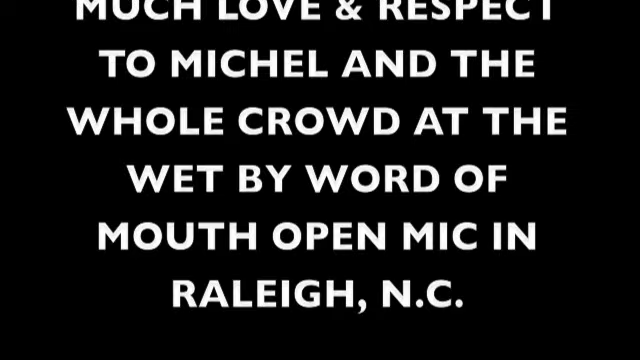 MUCH LOVE & RESPECT
TO MICHEL AND THE
WHOLE CROWD AT THE
WET BY WORD OF
MOUTH OPEN MIC IN
RALEIGH, N.C.